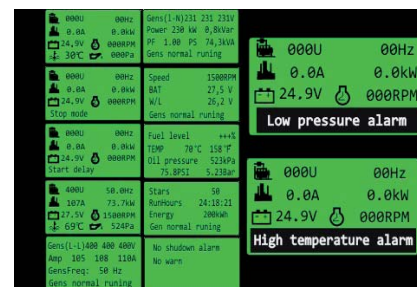 000U 00Hz
0.0A 0.0kW
24,9V 000RPM
30℃ 000Pa
000U 00Hz
0.0A 0.0kW
24,9V 000RPM
Stop mode
000U 00Hz
0.0A 0.0kW
24.9V 000RPM
Start delay
400U 50.0Hz
107A 73.7kW
27.5V 1500RPM
69℃ 524Pa
Gens(L-L)400 400 400V
Amp 105 108 110A
GensFreq: 50 Hz
Gens normal runing
Gens(l-N)231 231 231V
Power 230 kW 0,8kVar
PF 1.00 PS 74,3kVA
Gens normal runing
Speed 1500RPM
BAT 27,5 V
W/L 26,2 V
Gens normal runing
Fuel level +++%
TEMP 70℃ 158℉
Oil pressure 523kPa
75.8PSI 5.23Bar
Stars 50
RunHours 24:18:21
Energy 200kWh
Gen normal runing
No shudown alarm
No warn
000U 00Hz
0.0A 0.0kW
24.9V 000RPM
Low pressure alarm
000U 00Hz
0.0A 0.0kW
24.9V 000RPM
High temperature alarm